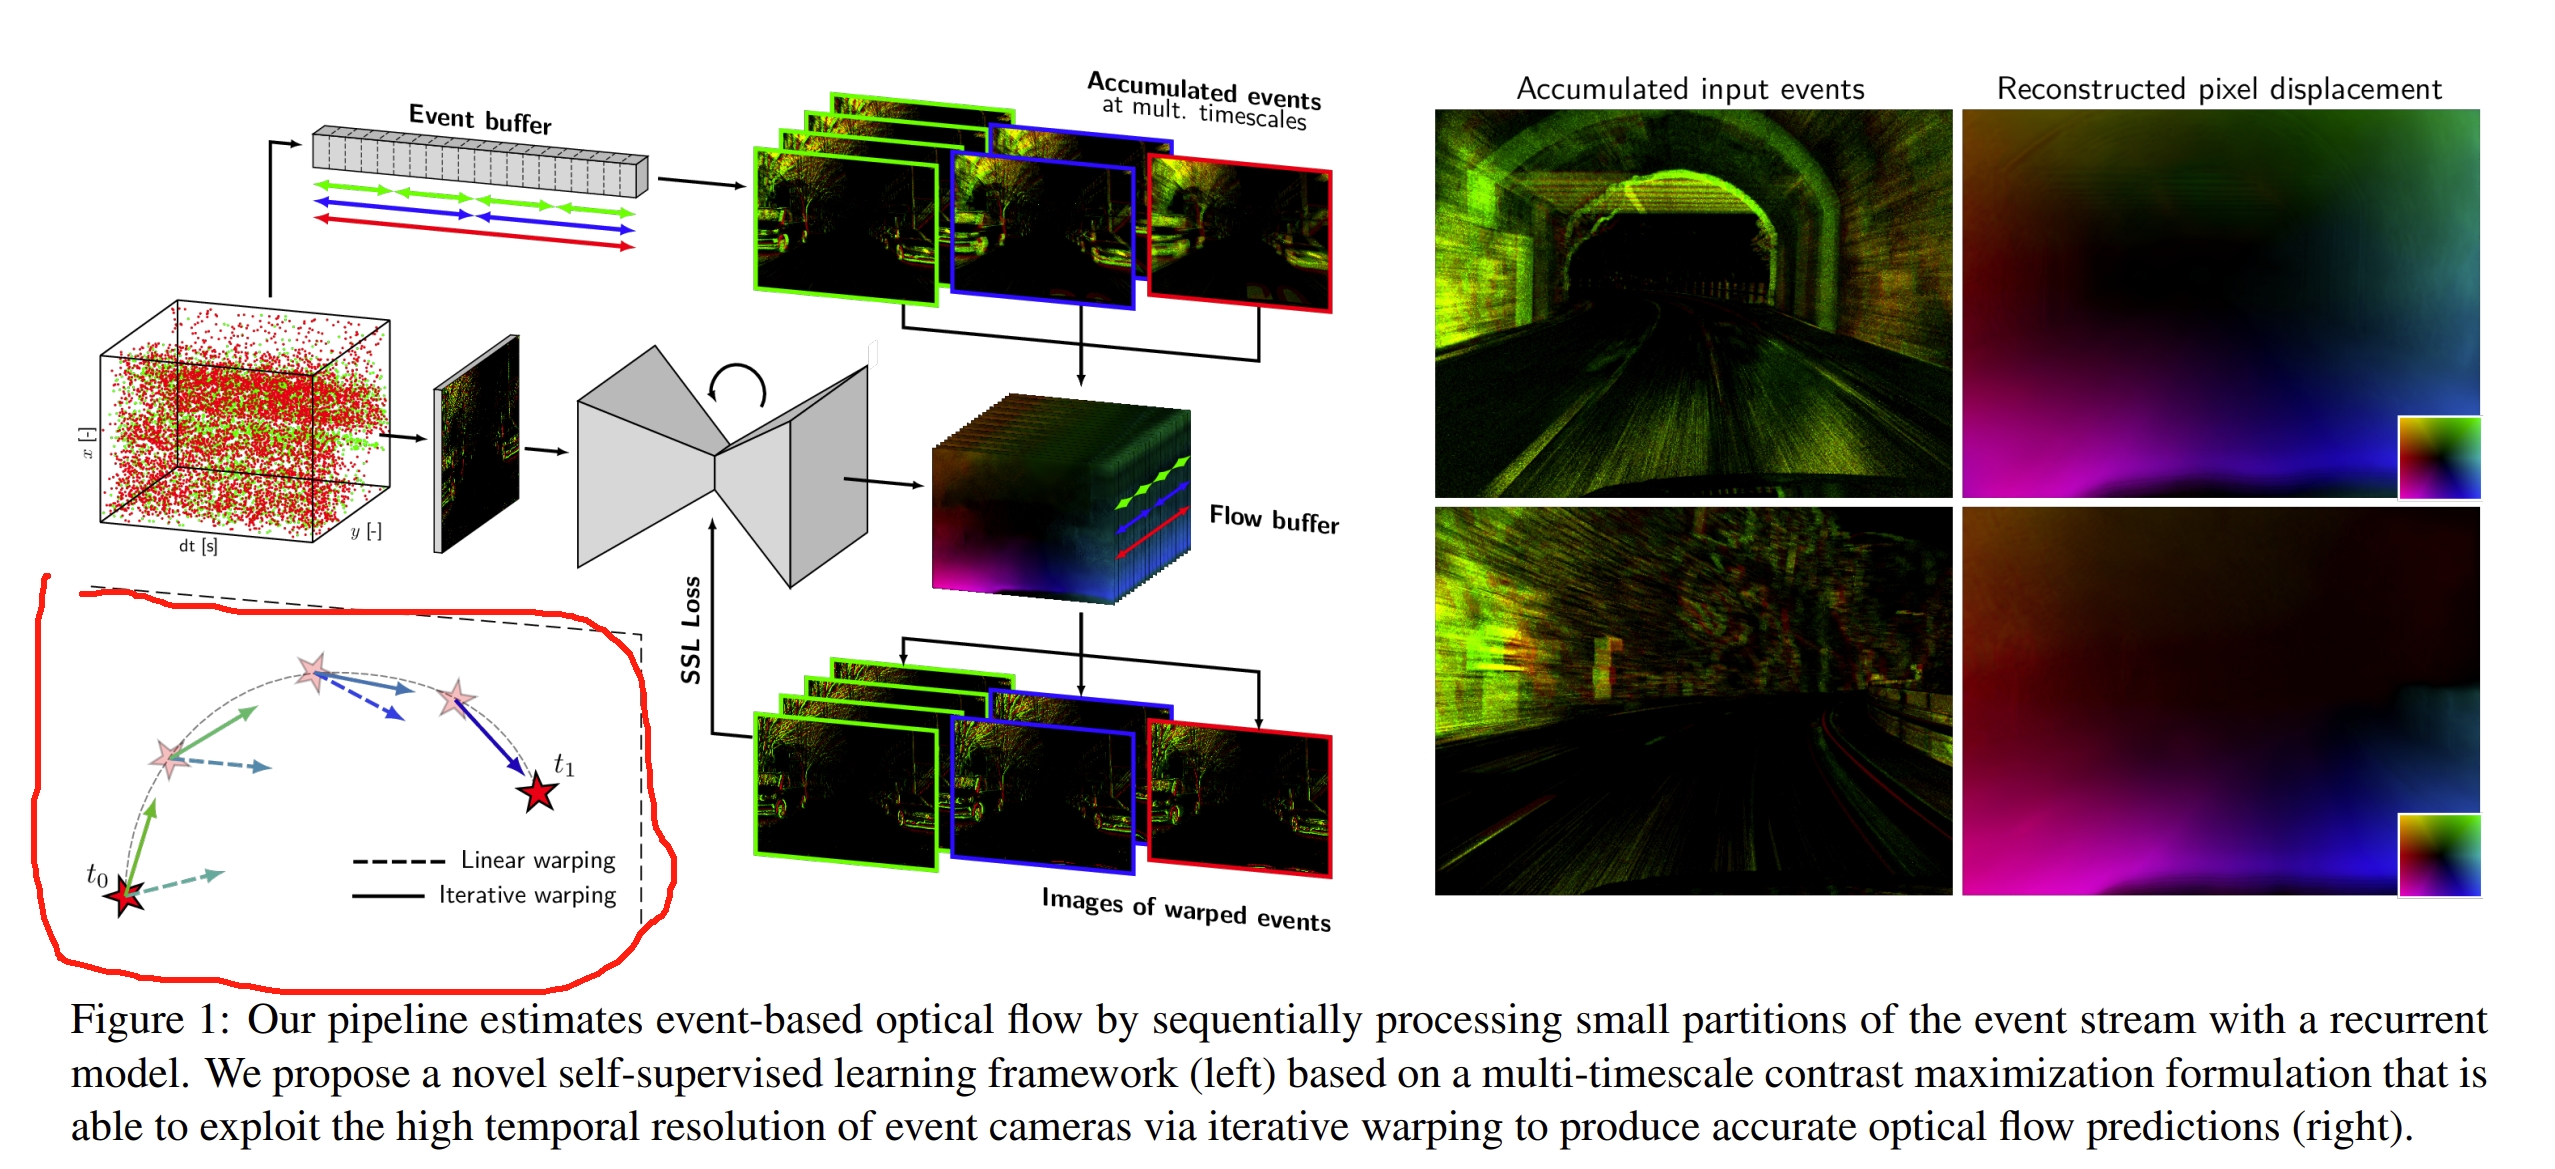 Event buffer
Accumulated events
at mult. timescales
Accumulated input events
Reconstructed pixel displacement
x [-]
y [-]
dt [s]
Flow buffer
SSL Loss
t₀
t₁
Linear warping
Iterative warping
Images of warped events
Figure 1: Our pipeline estimates event-based optical flow by sequentially processing small partitions of the event stream with a recurrent
model. We propose a novel self-supervised learning framework (left) based on a multi-timescale contrast maximization formulation that is
able to exploit the high temporal resolution of event cameras via iterative warping to produce accurate optical flow predictions (right).